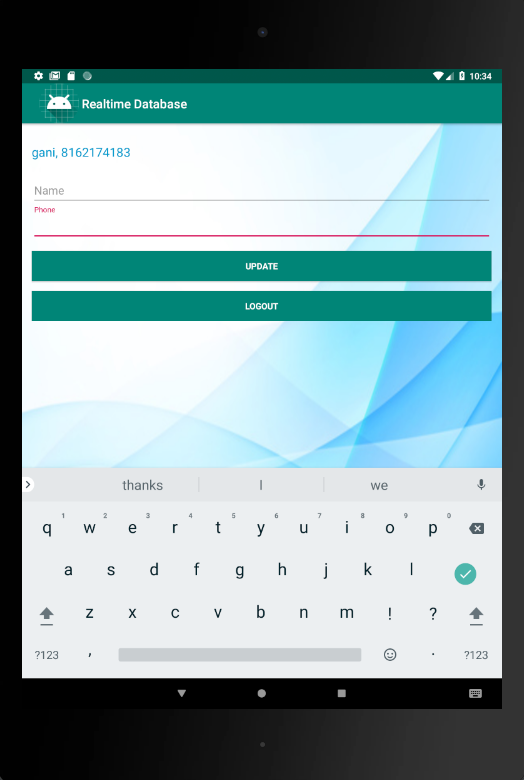 10:34
Realtime Database
gani, 8162174183
Name
Phone
UPDATE
LOGOUT
thanks I we
1 2 3 4 5 6 7 8 9 0
q w e r t y u i o p
a s d f g h j k l
z x c v b n m ! ?
?123 , . ?123